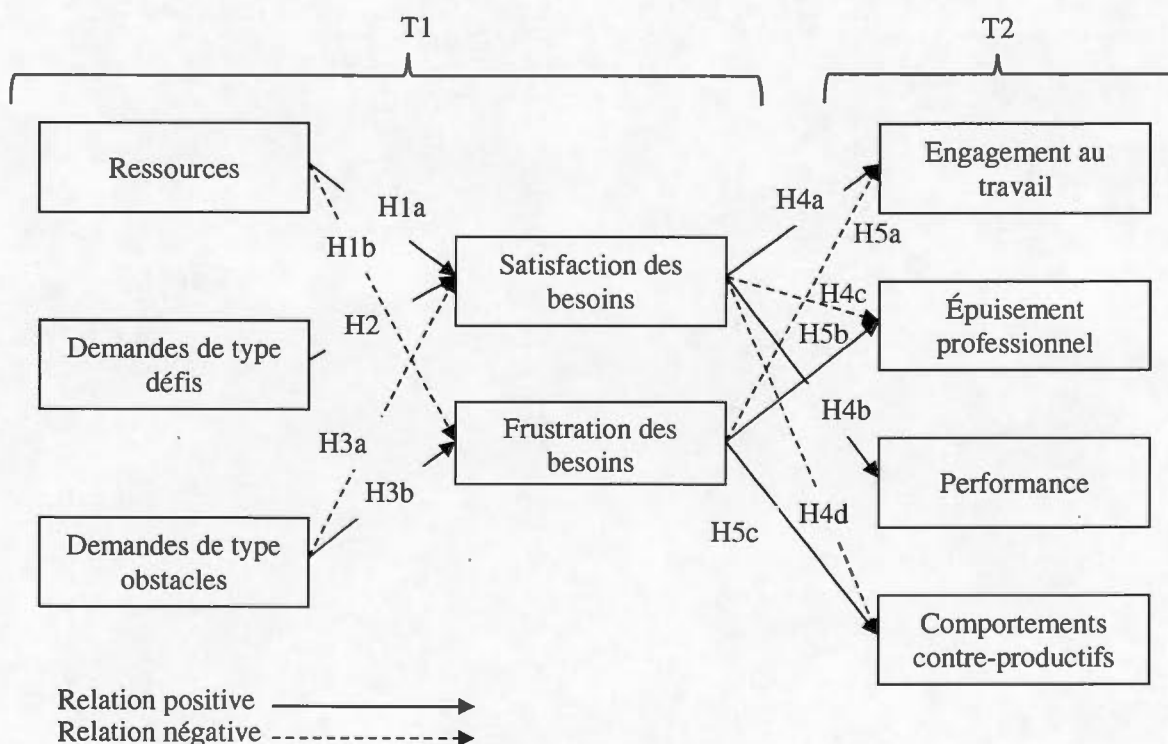 T1
T2
Ressources
Engagement au
travail
H1a
H4a
H1b
H5a
Satisfaction des
besoins
H4c
H2
H5b
Épuisement
professionnel
Demandes de type
défis
H4b
H3a
Frustration des
besoins
H3b
Performance
H4d
H5c
Demandes de type
obstacles
Comportements
contre-productifs
Relation positive
Relation négative